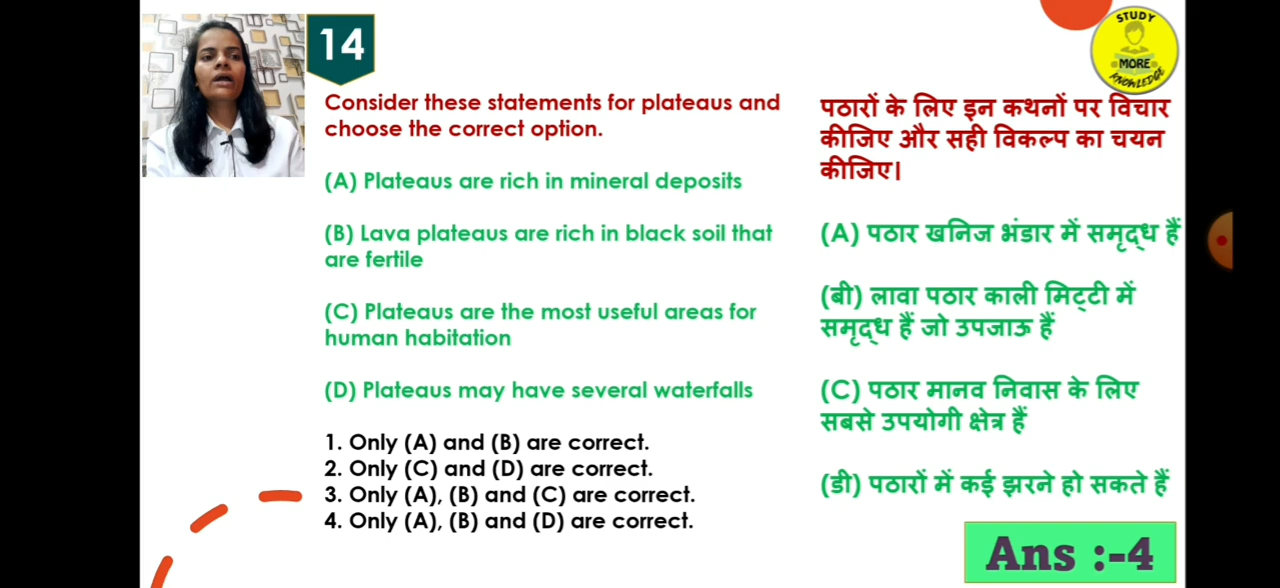 14
STUDY
MORE
KNOWLEDGE
Consider these statements for plateaus and
choose the correct option.
(A) Plateaus are rich in mineral deposits
(B) Lava plateaus are rich in black soil that
are fertile
(C) Plateaus are the most useful areas for
human habitation
(D) Plateaus may have several waterfalls
1. Only (A) and (B) are correct.
2. Only (C) and (D) are correct.
3. Only (A), (B) and (C) are correct.
4. Only (A), (B) and (D) are correct.
पठारों के लिए इन कथनों पर विचार
कीजिए और सही विकल्प का चयन
कीजिए।
(A) पठार खनिज भंडार में समृद्ध हैं
(बी) लावा पठार काली मिट्टी में
समृद्ध हैं जो उपजाऊ हैं
(C) पठार मानव निवास के लिए
सबसे उपयोगी क्षेत्र हैं
(डी) पठारों में कई झरने हो सकते हैं
Ans :-4